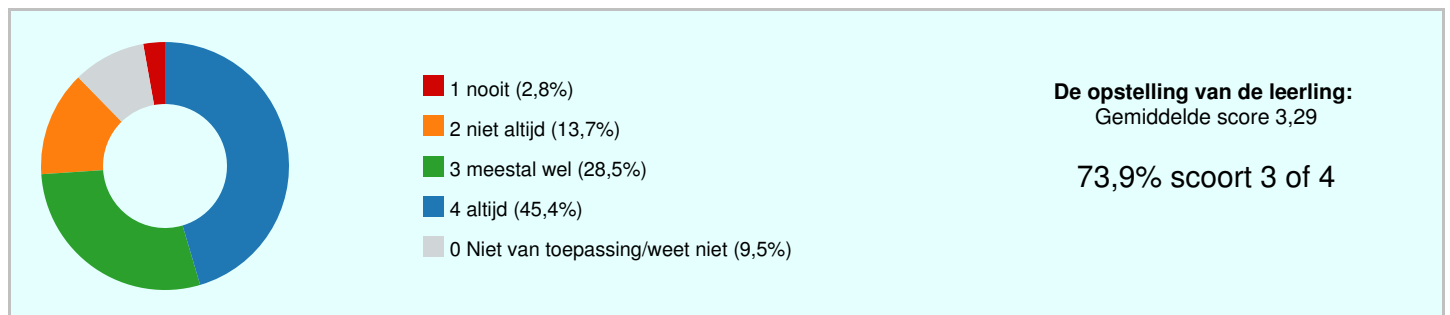 1 nooit (2,8%)
2 niet altijd (13,7%)
3 meestal wel (28,5%)
4 altijd (45,4%)
0 Niet van toepassing/weet niet (9,5%)
De opstelling van de leerling:
Gemiddelde score 3,29
73,9% scoort 3 of 4